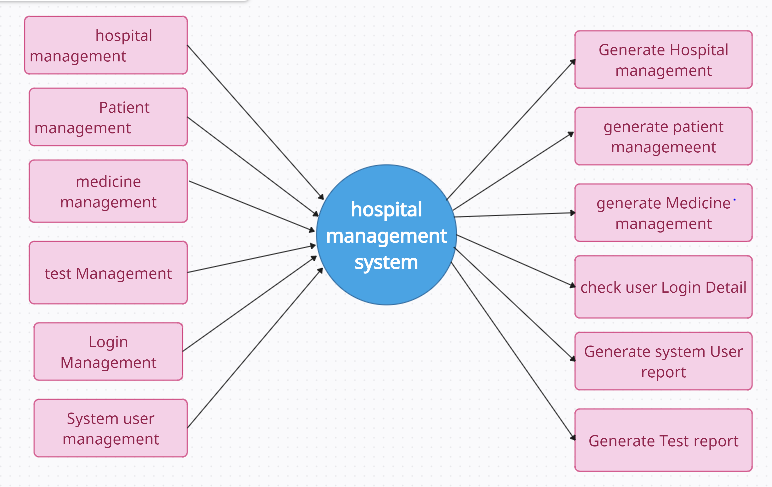 hospital
management
Patient
management
medicine
management
test Management
Login
Management
System user
management
hospital
management
system
Generate Hospital
management
generate patient
managemeent
generate Medicine
management
check user Login Detail
Generate system User
report
Generate Test report